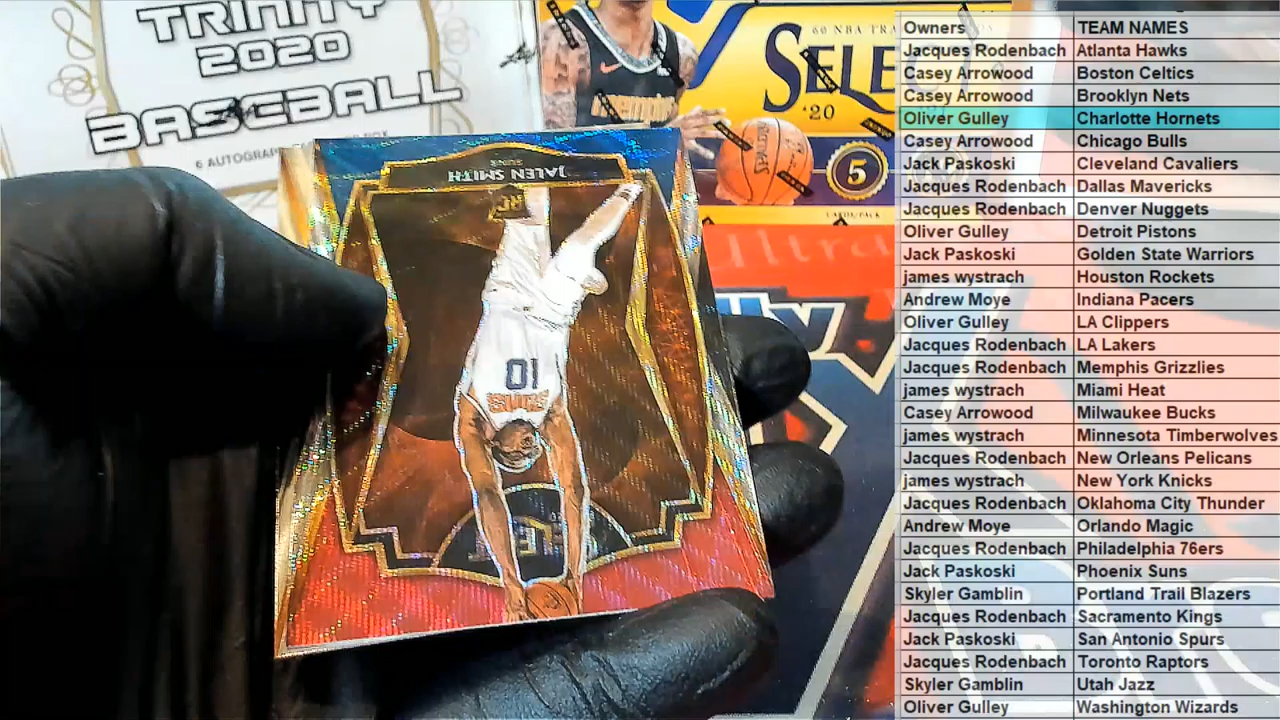 TRINITY
2020
BASEBALL
6 AUTOGRAPH
SELE
'20
5
CARDS/PACK
SPALDING
memphis
JALEN SMITH
SUNS
RC
10
SUNS
Ultra
Owners TEAM NAMES
Jacques Rodenbach Atlanta Hawks
Casey Arrowood Boston Celtics
Casey Arrowood Brooklyn Nets
Oliver Gulley Charlotte Hornets
Casey Arrowood Chicago Bulls
Jack Paskoski Cleveland Cavaliers
Jacques Rodenbach Dallas Mavericks
Jacques Rodenbach Denver Nuggets
Oliver Gulley Detroit Pistons
Jack Paskoski Golden State Warriors
james wystrach Houston Rockets
Andrew Moye Indiana Pacers
Oliver Gulley LA Clippers
Jacques Rodenbach LA Lakers
Jacques Rodenbach Memphis Grizzlies
james wystrach Miami Heat
Casey Arrowood Milwaukee Bucks
james wystrach Minnesota Timberwolves
Jacques Rodenbach New Orleans Pelicans
james wystrach New York Knicks
Jacques Rodenbach Oklahoma City Thunder
Andrew Moye Orlando Magic
Jacques Rodenbach Philadelphia 76ers
Jack Paskoski Phoenix Suns
Skyler Gamblin Portland Trail Blazers
Jacques Rodenbach Sacramento Kings
Jack Paskoski San Antonio Spurs
Jacques Rodenbach Toronto Raptors
Skyler Gamblin Utah Jazz
Oliver Gulley Washington Wizards